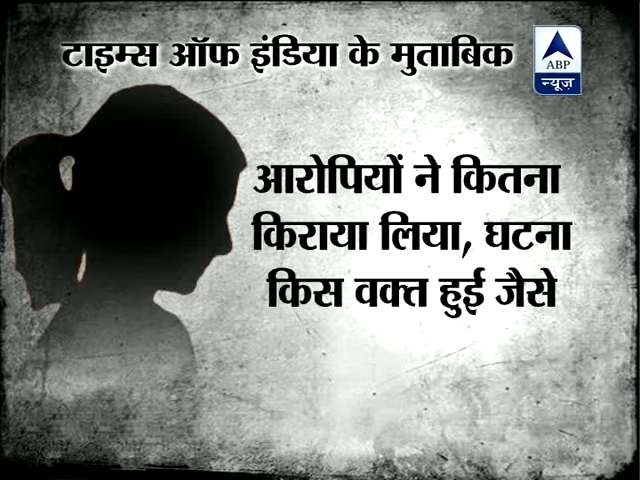 टाइम्स ऑफ इंडिया के मुताबिक
ABP
न्यूज़
आरोपियों ने कितना
किराया लिया, घटना
किस वक्त हुई जैसे